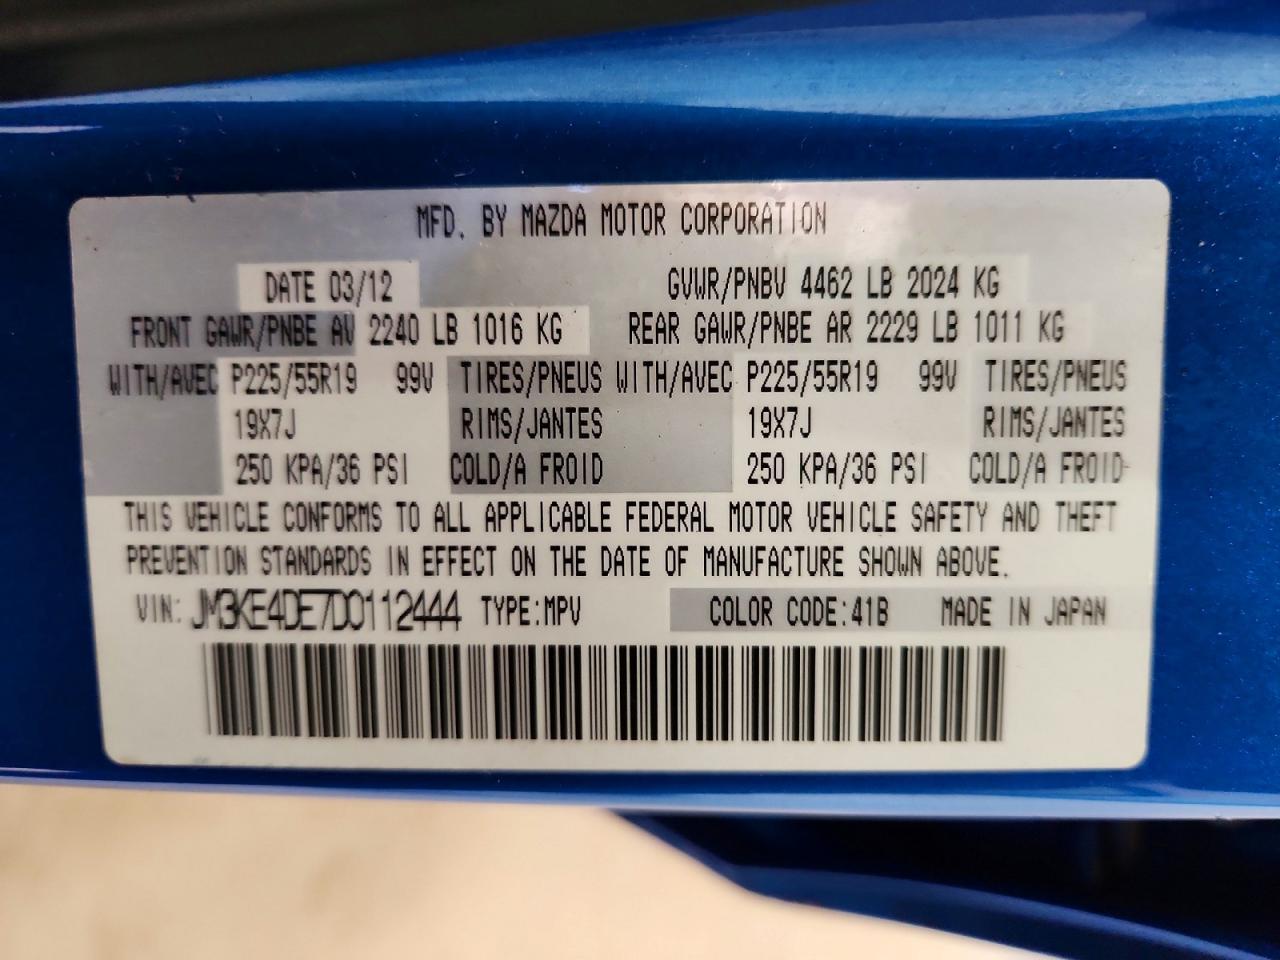 MFD. BY MAZDA MOTOR CORPORATION
DATE 03/12 GVWR/PNBV 4462 LB 2024 KG
FRONT GAWR/PNBE AV 2240 LB 1016 KG REAR GAWR/PNBE AR 2229 LB 1011 KG
WITH/AVEC P225/55R19 99V TIRES/PNEUS WITH/AVEC P225/55R19 99V TIRES/PNEUS
19X7J RIMS/JANTES 19X7J RIMS/JANTES
250 KPA/36 PSI COLD/A FROID 250 KPA/36 PSI COLD/A FROID
THIS VEHICLE CONFORMS TO ALL APPLICABLE FEDERAL MOTOR VEHICLE SAFETY AND THEFT
PREVENTION STANDARDS IN EFFECT ON THE DATE OF MANUFACTURE SHOWN ABOVE.
VIN: JM3KE4DE7D0112444 TYPE:MPV COLOR CODE:41B MADE IN JAPAN